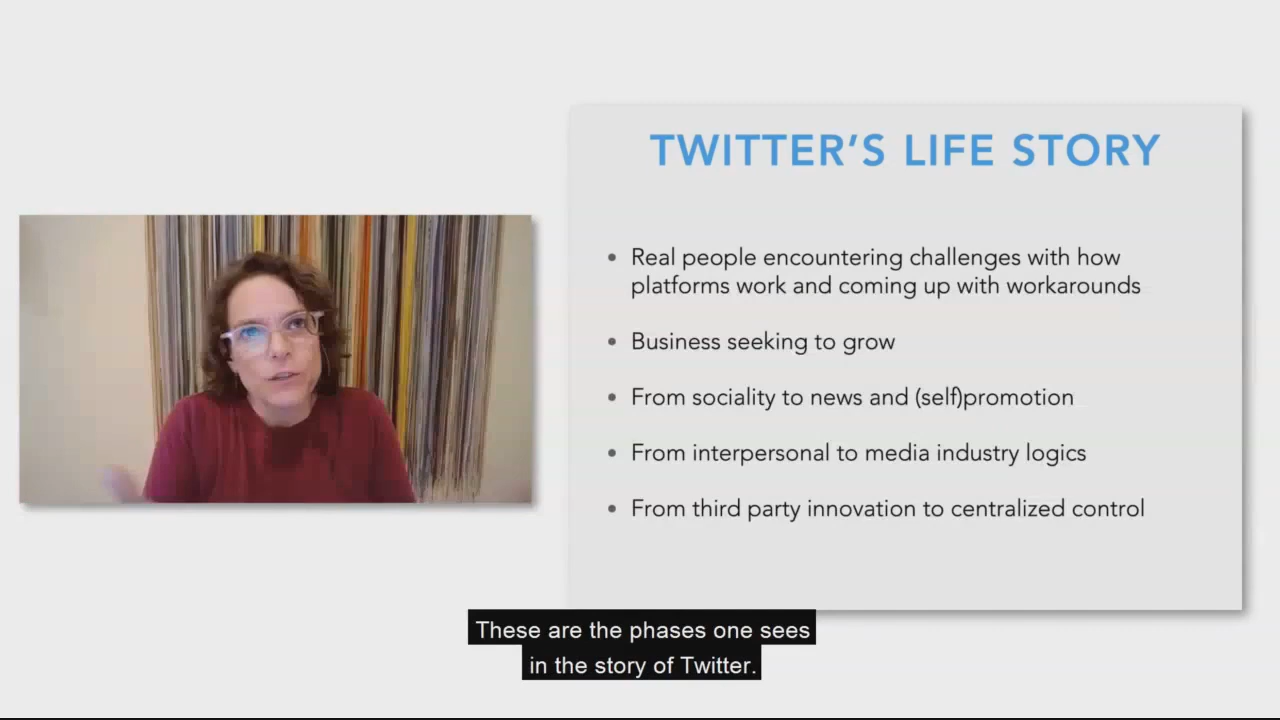 TWITTER’S LIFE STORY
• Real people encountering challenges with how
platforms work and coming up with workarounds
• Business seeking to grow
• From sociality to news and (self)promotion
• From interpersonal to media industry logics
• From third party innovation to centralized control
These are the phases one sees
in the story of Twitter.